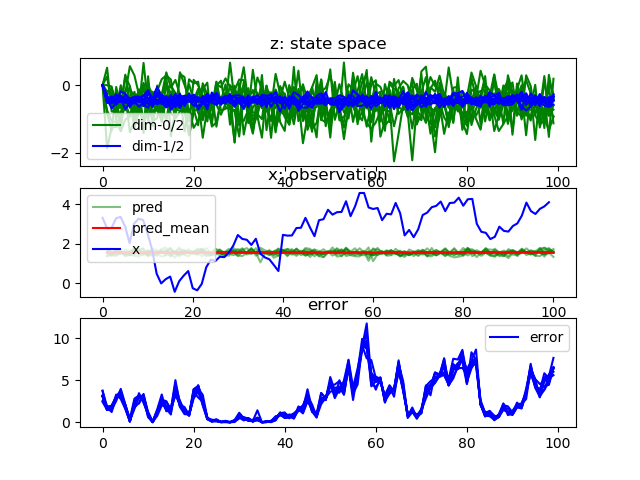 z: state space
0
−2
dim-0/2
dim-1/2
0 20 40 60 80 100
x: observation
4
2
0
pred
pred_mean
x
0 20 40 60 80 100
error
10
5
0
error
0 20 40 60 80 100